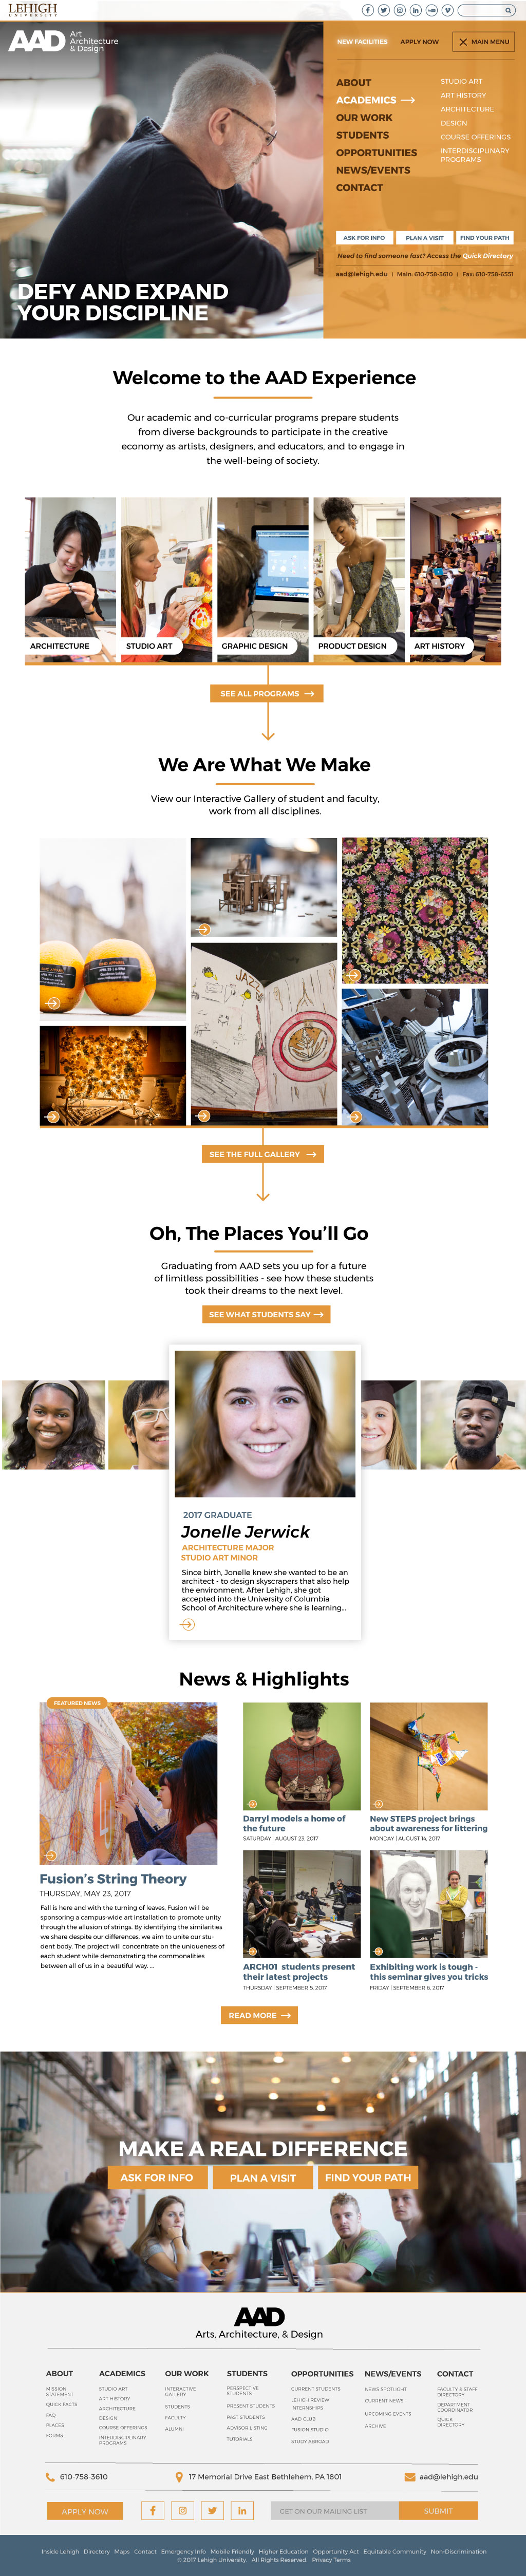 LEHIGH
UNIVERSITY
AAD Art
Architecture
& Design
NEW FACILITIES
APPLY NOW
MAIN MENU
ABOUT
ACADEMICS
OUR WORK
STUDENTS
OPPORTUNITIES
NEWS/EVENTS
CONTACT
STUDIO ART
ART HISTORY
ARCHITECTURE
DESIGN
COURSE OFFERINGS
INTERDISCIPLINARY
PROGRAMS
ASK FOR INFO
PLAN A VISIT
FIND YOUR PATH
Need to find someone fast? Access the Quick Directory
aad@lehigh.edu | Main: 610-758-3610 | Fax: 610-758-6551
DEFY AND EXPAND
YOUR DISCIPLINE
Welcome to the AAD Experience
Our academic and co-curricular programs prepare students
from diverse backgrounds to participate in the creative
economy as artists, designers, and educators, and to engage in
the well-being of society.
ARCHITECTURE
STUDIO ART
GRAPHIC DESIGN
PRODUCT DESIGN
ART HISTORY
SEE ALL PROGRAMS
We Are What We Make
View our Interactive Gallery of student and faculty,
work from all disciplines.
JAZZ
SEE THE FULL GALLERY
Oh, The Places You'll Go
Graduating from AAD sets you up for a future
of limitless possibilities - see how these students
took their dreams to the next level.
SEE WHAT STUDENTS SAY
2017 GRADUATE
Jonelle Jerwick
ARCHITECTURE MAJOR
STUDIO ART MINOR
Since birth, Jonelle knew she wanted to be an
architect - to design skyscrapers that also help
the environment. After Lehigh, she got
accepted into the University of Columbia
School of Architecture where she is learning...
News & Highlights
FEATURED NEWS
Fusion's String Theory
THURSDAY, MAY 23, 2017
Fall is here and with the turning of leaves, Fusion will be
sponsoring a campus-wide art installation to promote unity
through the allusion of strings. By identifying the similarities
we share despite our differences, we aim to unite our stu-
dent body. The project will concentrate on the uniqueness of
each student while demonstrating the commonalities
between all of us in a beautiful way. ...
Darryl models a home of
the future
SATURDAY | AUGUST 23, 2017
New STEPS project brings
about awareness for littering
MONDAY | AUGUST 14, 2017
ARCH01 students present
their latest projects
THURSDAY | SEPTEMBER 5, 2017
Exhibiting work is tough -
this seminar gives you tricks
FRIDAY | SEPTEMBER 6, 2017
READ MORE
MAKE A REAL DIFFERENCE
ASK FOR INFO
PLAN A VISIT
FIND YOUR PATH
AAD
Arts, Architecture, & Design
ABOUT
MISSION
STATEMENT
QUICK FACTS
FAQ
PLACES
FORMS
ACADEMICS
STUDIO ART
ART HISTORY
ARCHITECTURE
DESIGN
COURSE OFFERINGS
INTERDISCIPLINARY
PROGRAMS
OUR WORK
INTERACTIVE
GALLERY
STUDENTS
FACULTY
ALUMNI
STUDENTS
PERSPECTIVE
STUDENTS
PRESENT STUDENTS
PAST STUDENTS
ADVISOR LISTING
TUTORIALS
OPPORTUNITIES
CURRENT STUDENTS
LEHIGH REVIEW
INTERNSHIPS
AAD CLUB
FUSION STUDIO
STUDY ABROAD
NEWS/EVENTS
NEWS SPOTLIGHT
CURRENT NEWS
UPCOMING EVENTS
ARCHIVE
CONTACT
FACULTY & STAFF
DIRECTORY
DEPARTMENT
COORDINATOR
QUICK
DIRECTORY
610-758-3610
17 Memorial Drive East Bethlehem, PA 1801
aad@lehigh.edu
APPLY NOW
GET ON OUR MAILING LIST
SUBMIT
Inside Lehigh Directory Maps Contact Emergency Info Mobile Friendly Higher Education Opportunity Act Equitable Community Non-Discrimination
© 2017 Lehigh University. All Rights Reserved. Privacy Terms